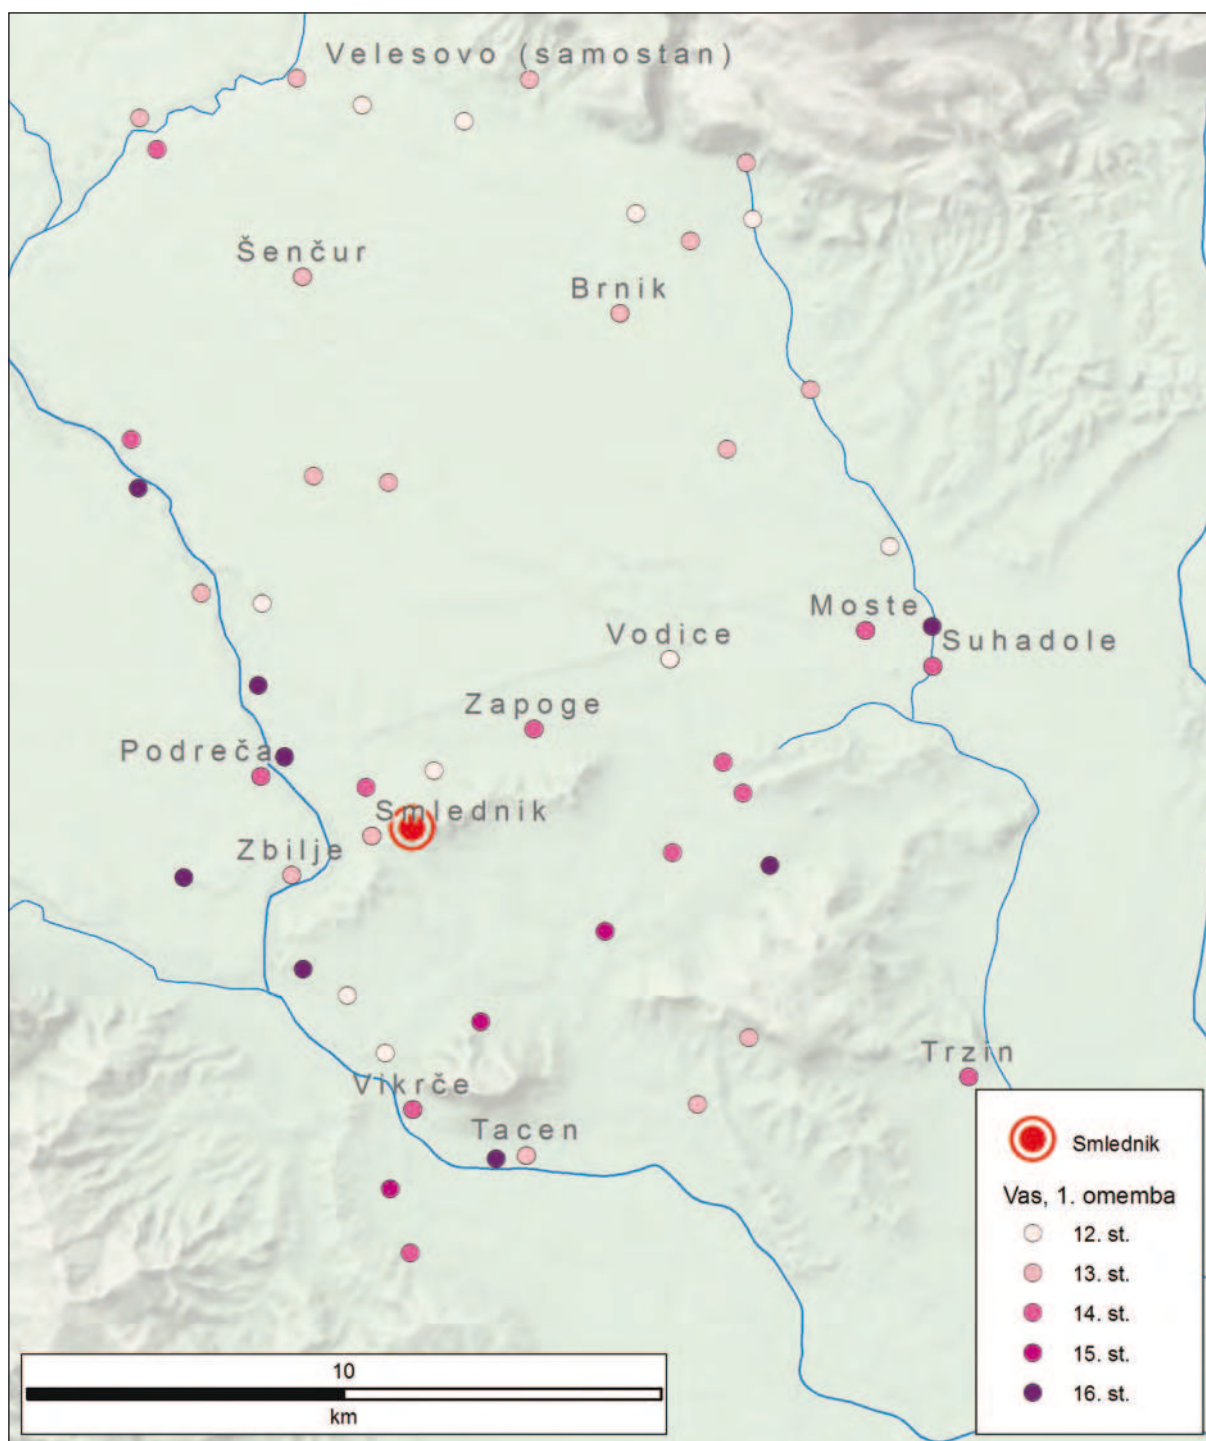 Velesovo (samostan)
Šenčur
Brnik
Moste
Vodice
Suhadole
Zapoge
Podreča
Smlednik
Zbilje
Trzin
Vikrče
Tacen
Smlednik
Vas, 1. omemba
12. st.
13. st.
14. st.
15. st.
16. st.
10
km